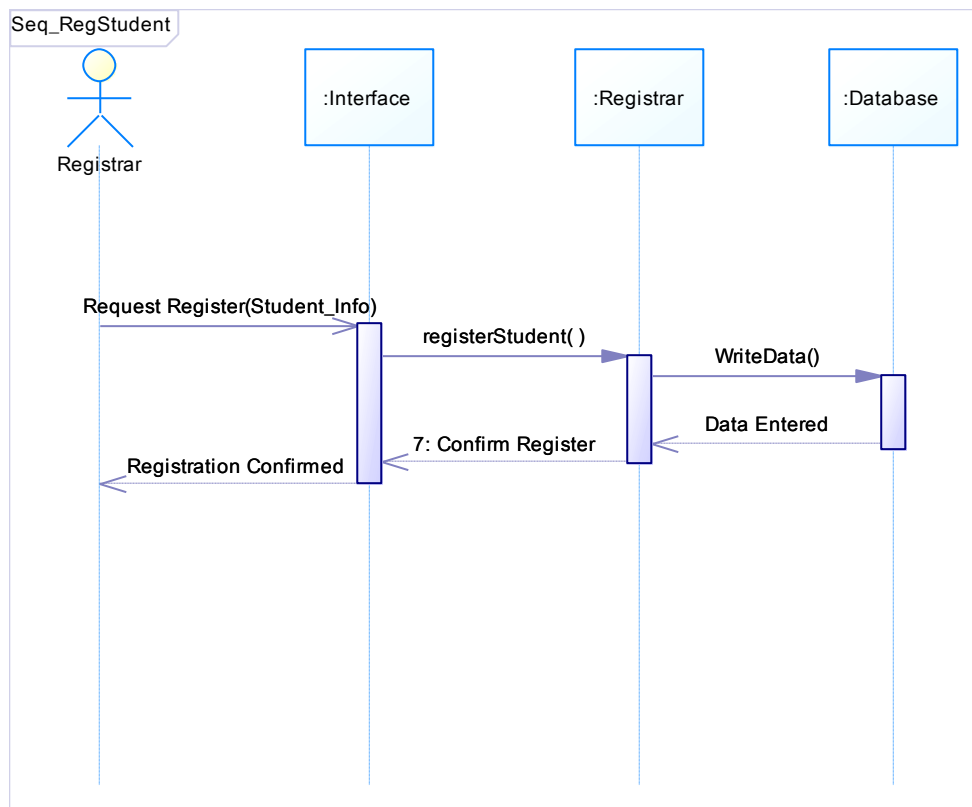 Seq_RegStudent
:Interface
:Registrar
:Database
Registrar
Request Register(Student_Info)
registerStudent( )
WriteData()
Data Entered
7: Confirm Register
Registration Confirmed